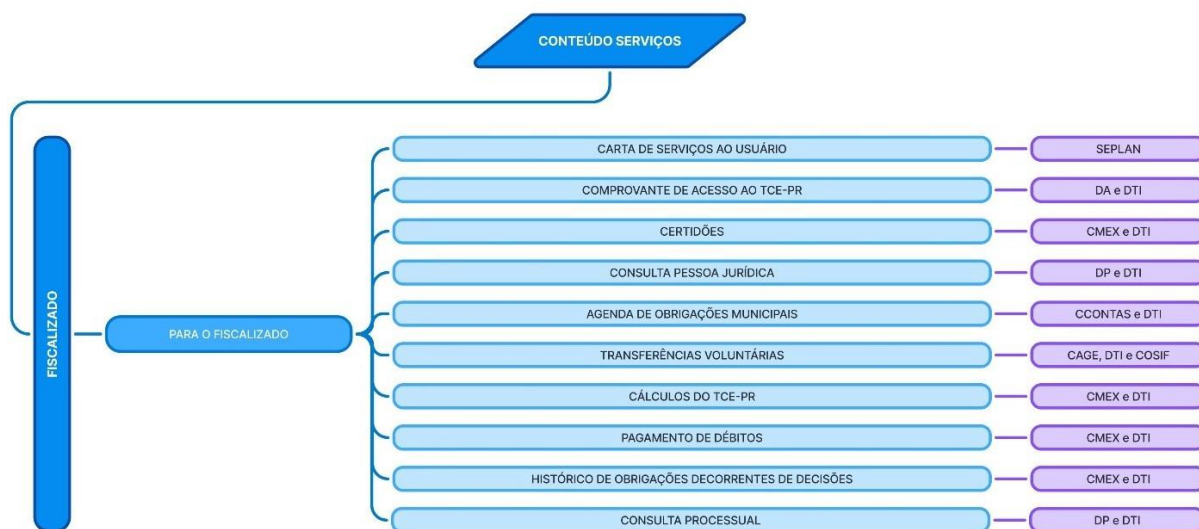 CONTEÚDO SERVIÇOS
FISCALIZADO
PARA O FISCALIZADO
CARTA DE SERVIÇOS AO USUÁRIO
SEPLAN
COMPROVANTE DE ACESSO AO TCE-PR
DA e DTI
CERTIDÕES
CMEX e DTI
CONSULTA PESSOA JURÍDICA
DP e DTI
AGENDA DE OBRIGAÇÕES MUNICIPAIS
CCONTAS e DTI
TRANSFERÊNCIAS VOLUNTÁRIAS
CAGE, DTI e COSIF
CÁLCULOS DO TCE-PR
CMEX e DTI
PAGAMENTO DE DÉBITOS
CMEX e DTI
HISTÓRICO DE OBRIGAÇÕES DECORRENTES DE DECISÕES
CMEX e DTI
CONSULTA PROCESSUAL
DP e DTI